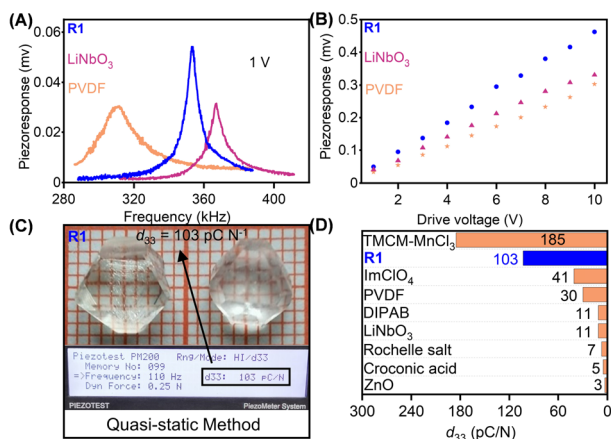 (A)
0.06
R1
LiNbO3
PVDF
1 V
0.04
0.02
0.00
Piezoresponse (mv)
280
320
360
400
Frequency (kHz)
(B)
0.5
R1
LiNbO3
PVDF
0.4
0.3
0.2
0.1
0.0
Piezoresponse (mv)
2
4
6
8
10
Drive voltage (V)
(C)
R1
d33 = 103 pC N-1
Piezotest PM200 Rng/Mode: HI/d33
Memory No: 099
=>Frequency: 110 Hz d33: 103 pC/N
Dyn Force: 0.25 N
PIEZOTEST PiezoMeter System
Quasi-static Method
(D)
TMCM-MnCl3 185
R1 103
ImClO4 41
PVDF 30
DIPAB 11
LiNbO3 11
Rochelle salt 7
Croconic acid 5
ZnO 3
300 240 180 120 60 0
d33 (pC/N)